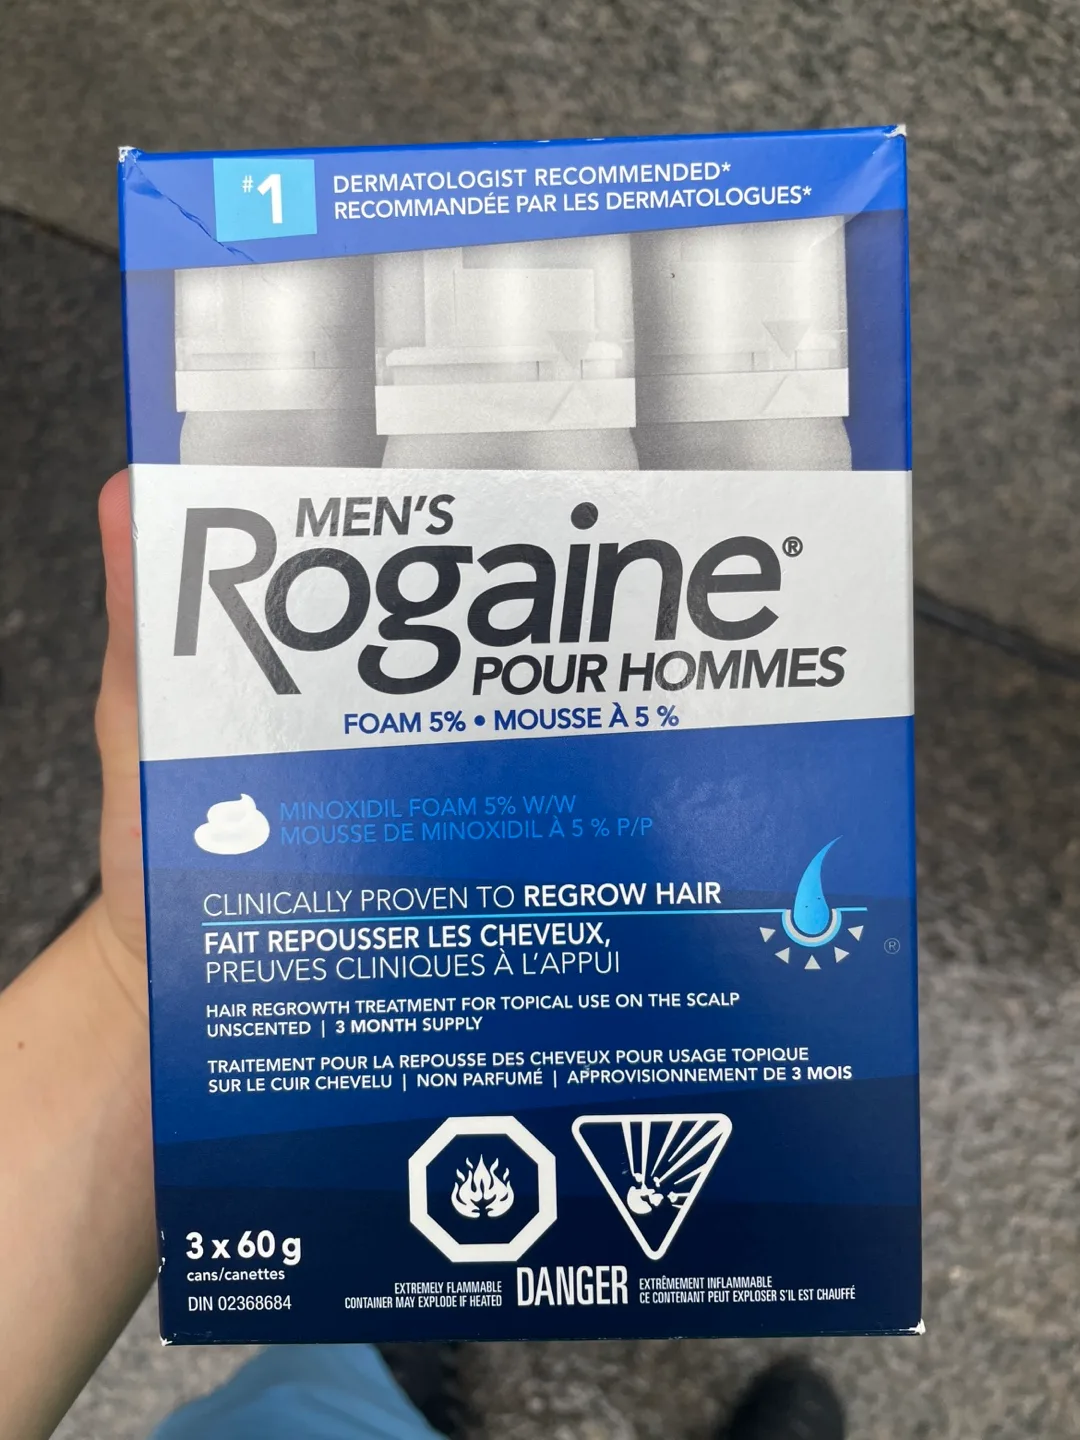 #1
DERMATOLOGIST RECOMMENDED*
RECOMMANDÉE PAR LES DERMATOLOGUES*
MEN'S
Rogaine®
POUR HOMMES
FOAM 5% • MOUSSE À 5 %
MINOXIDIL FOAM 5% W/W
MOUSSE DE MINOXIDIL À 5 % P/P
CLINICALLY PROVEN TO REGROW HAIR
FAIT REPOUSSER LES CHEVEUX,
PREUVES CLINIQUES À L'APPUI
®
HAIR REGROWTH TREATMENT FOR TOPICAL USE ON THE SCALP
UNSCENTED | 3 MONTH SUPPLY
TRAITEMENT POUR LA REPOUSSE DES CHEVEUX POUR USAGE TOPIQUE
SUR LE CUIR CHEVELU | NON PARFUMÉ | APPROVISIONNEMENT DE 3 MOIS
3 x 60 g
cans/canettes
DIN 02368684
EXTREMELY FLAMMABLE
CONTAINER MAY EXPLODE IF HEATED
DANGER
EXTRÊMEMENT INFLAMMABLE
CE CONTENANT PEUT EXPLOSER S'IL EST CHAUFFÉ